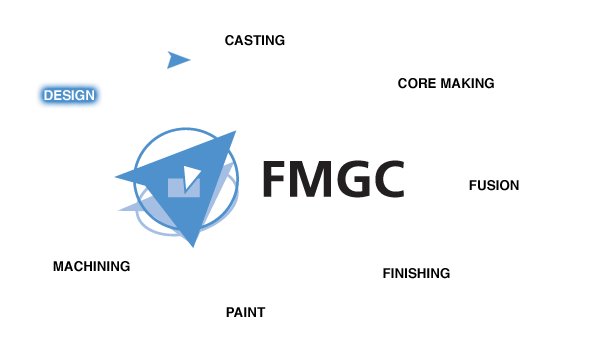 CASTING
CORE MAKING
DESIGN
FMGC
FUSION
MACHINING
FINISHING
PAINT